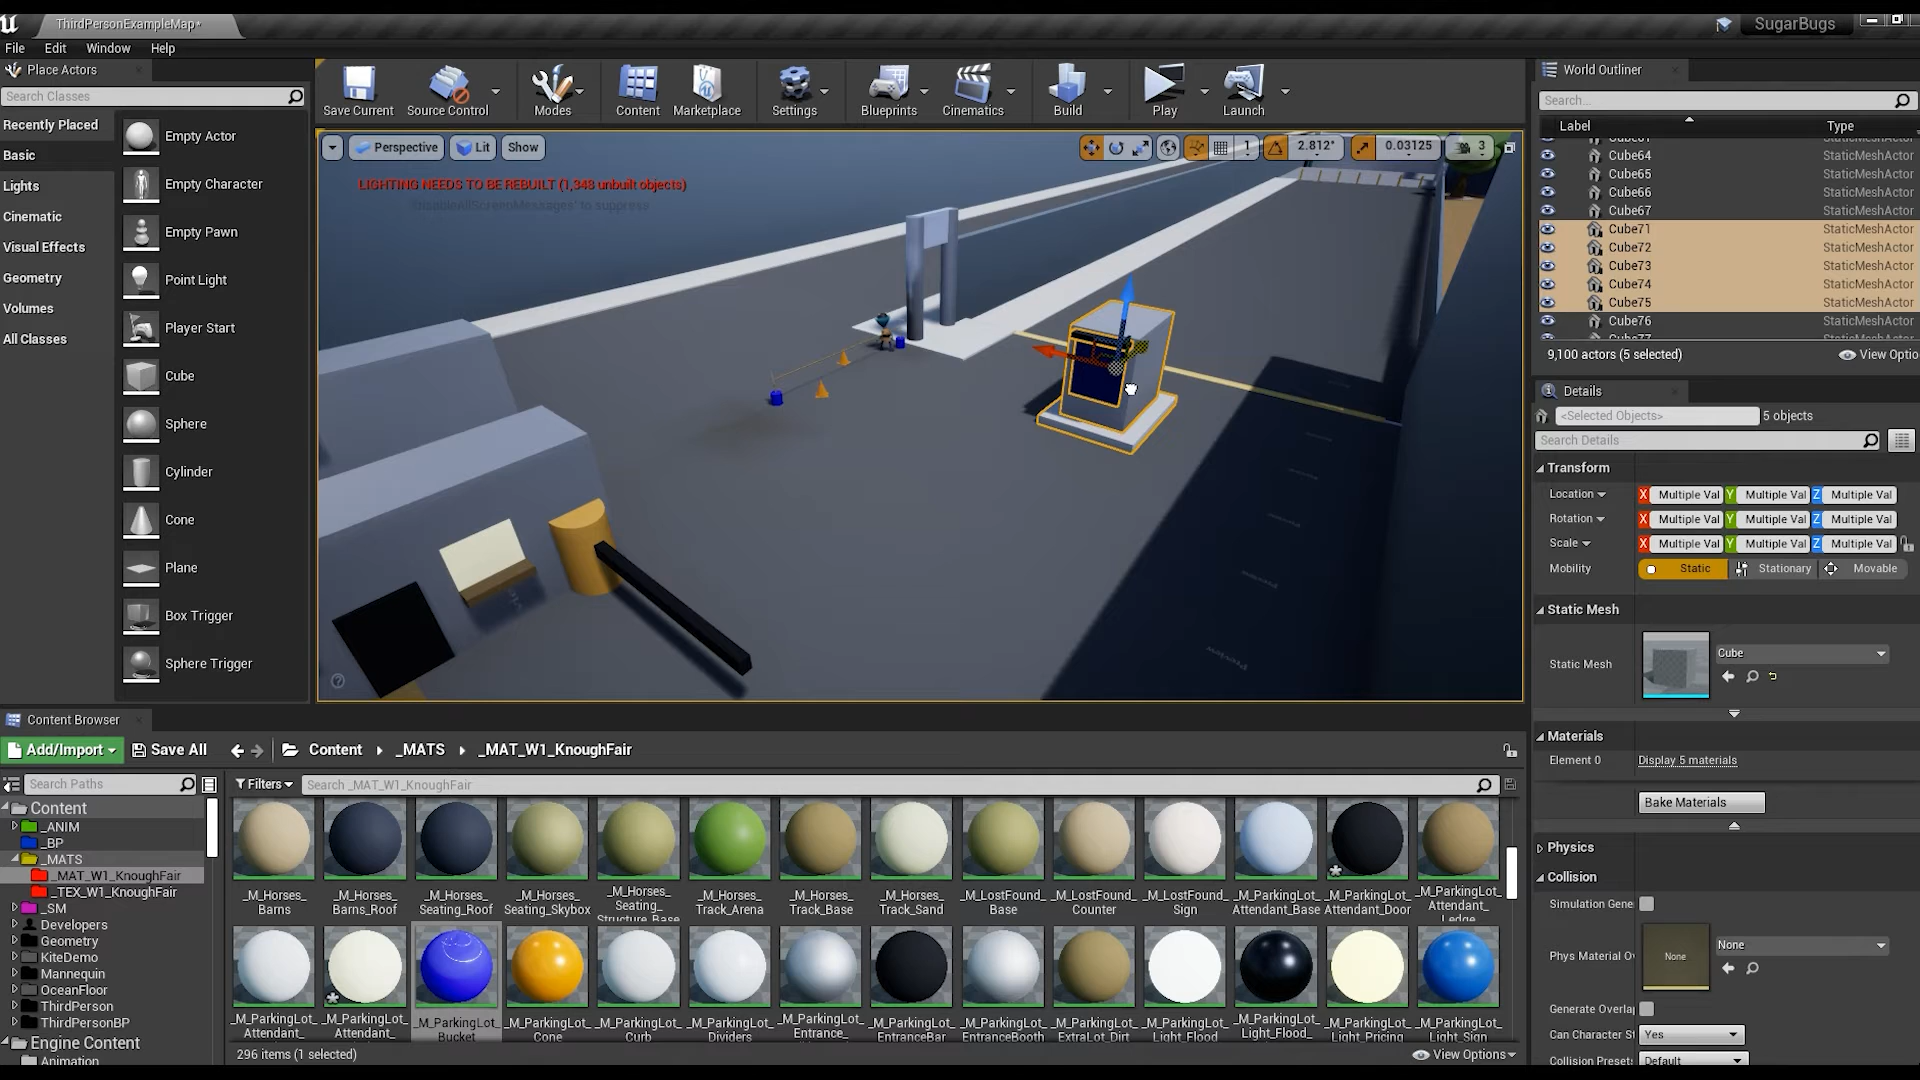 ThirdPersonExampleMap*
SugarBugs
File Edit Window Help
Place Actors
Search Classes
Recently Placed
Basic
Lights
Cinematic
Visual Effects
Geometry
Volumes
All Classes
Empty Actor
Empty Character
Empty Pawn
Point Light
Player Start
Cube
Sphere
Cylinder
Cone
Plane
Box Trigger
Sphere Trigger
Save Current
Source Control
Modes
Content
Marketplace
Settings
Blueprints
Cinematics
Build
Play
Launch
Perspective
Lit
Show
1
2.812°
0.03125
3
LIGHTING NEEDS TO BE REBUILT (1,348 unbuilt objects)
'DisableAllScreenMessages' to suppress
Preview
World Outliner
Search...
Label Type
Cube64 StaticMeshActor
Cube65 StaticMeshActor
Cube66 StaticMeshActor
Cube67 StaticMeshActor
Cube71 StaticMeshActor
Cube72 StaticMeshActor
Cube73 StaticMeshActor
Cube74 StaticMeshActor
Cube75 StaticMeshActor
Cube76 StaticMeshActor
Cube77
9,100 actors (5 selected)
View Optio
Details
<Selected Objects> 5 objects
Search Details
Transform
Location X Multiple Val Y Multiple Val Z Multiple Val
Rotation X Multiple Val Y Multiple Val Z Multiple Val
Scale X Multiple Val Y Multiple Val Z Multiple Val
Mobility Static Stationary Movable
Static Mesh
Static Mesh Cube
Materials
Element 0 Display 5 materials
Bake Materials
Physics
Collision
Simulation Gene
Phys Material O None None
Generate Overlap
Can Character S Yes
Collision Presets Default
Content Browser
Add/Import Save All Content _MATS _MAT_W1_KnoughFair
Search Paths
Filters Search _MAT_W1_KnoughFair
Content
_ANIM
_BP
_MATS
_MAT_W1_KnoughFair
_TEX_W1_KnoughFair
_SM
Developers
Geometry
KiteDemo
Mannequin
OceanFloor
ThirdPerson
ThirdPersonBP
Engine Content
Animation
_M_Horses_Barns
_M_Horses_Barns_Roof
_M_Horses_Seating_Roof
_M_Horses_Seating_Skybox
_M_Horses_Seating_Structure_Base
_M_Horses_Track_Arena
_M_Horses_Track_Base
_M_Horses_Track_Sand
_M_LostFound_Base
_M_LostFound_Counter
_M_LostFound_Sign
_M_ParkingLot_Attendant_Base
_M_ParkingLot_Attendant_Door
_M_ParkingLot_Attendant_Ledge
_M_ParkingLot_Attendant_
_M_ParkingLot_Attendant_
_M_ParkingLot_Bucket
_M_ParkingLot_Cone
_M_ParkingLot_Curb
_M_ParkingLot_Dividers
_M_ParkingLot_Entrance_
_M_ParkingLot_EntranceBar
_M_ParkingLot_EntranceBooth
_M_ParkingLot_ExtraLot_Dirt
_M_ParkingLot_Light_Flood
_M_ParkingLot_Light_Flood_
_M_ParkingLot_Light_Pricing
_M_ParkingLot_Light_Sign
296 items (1 selected)
View Options